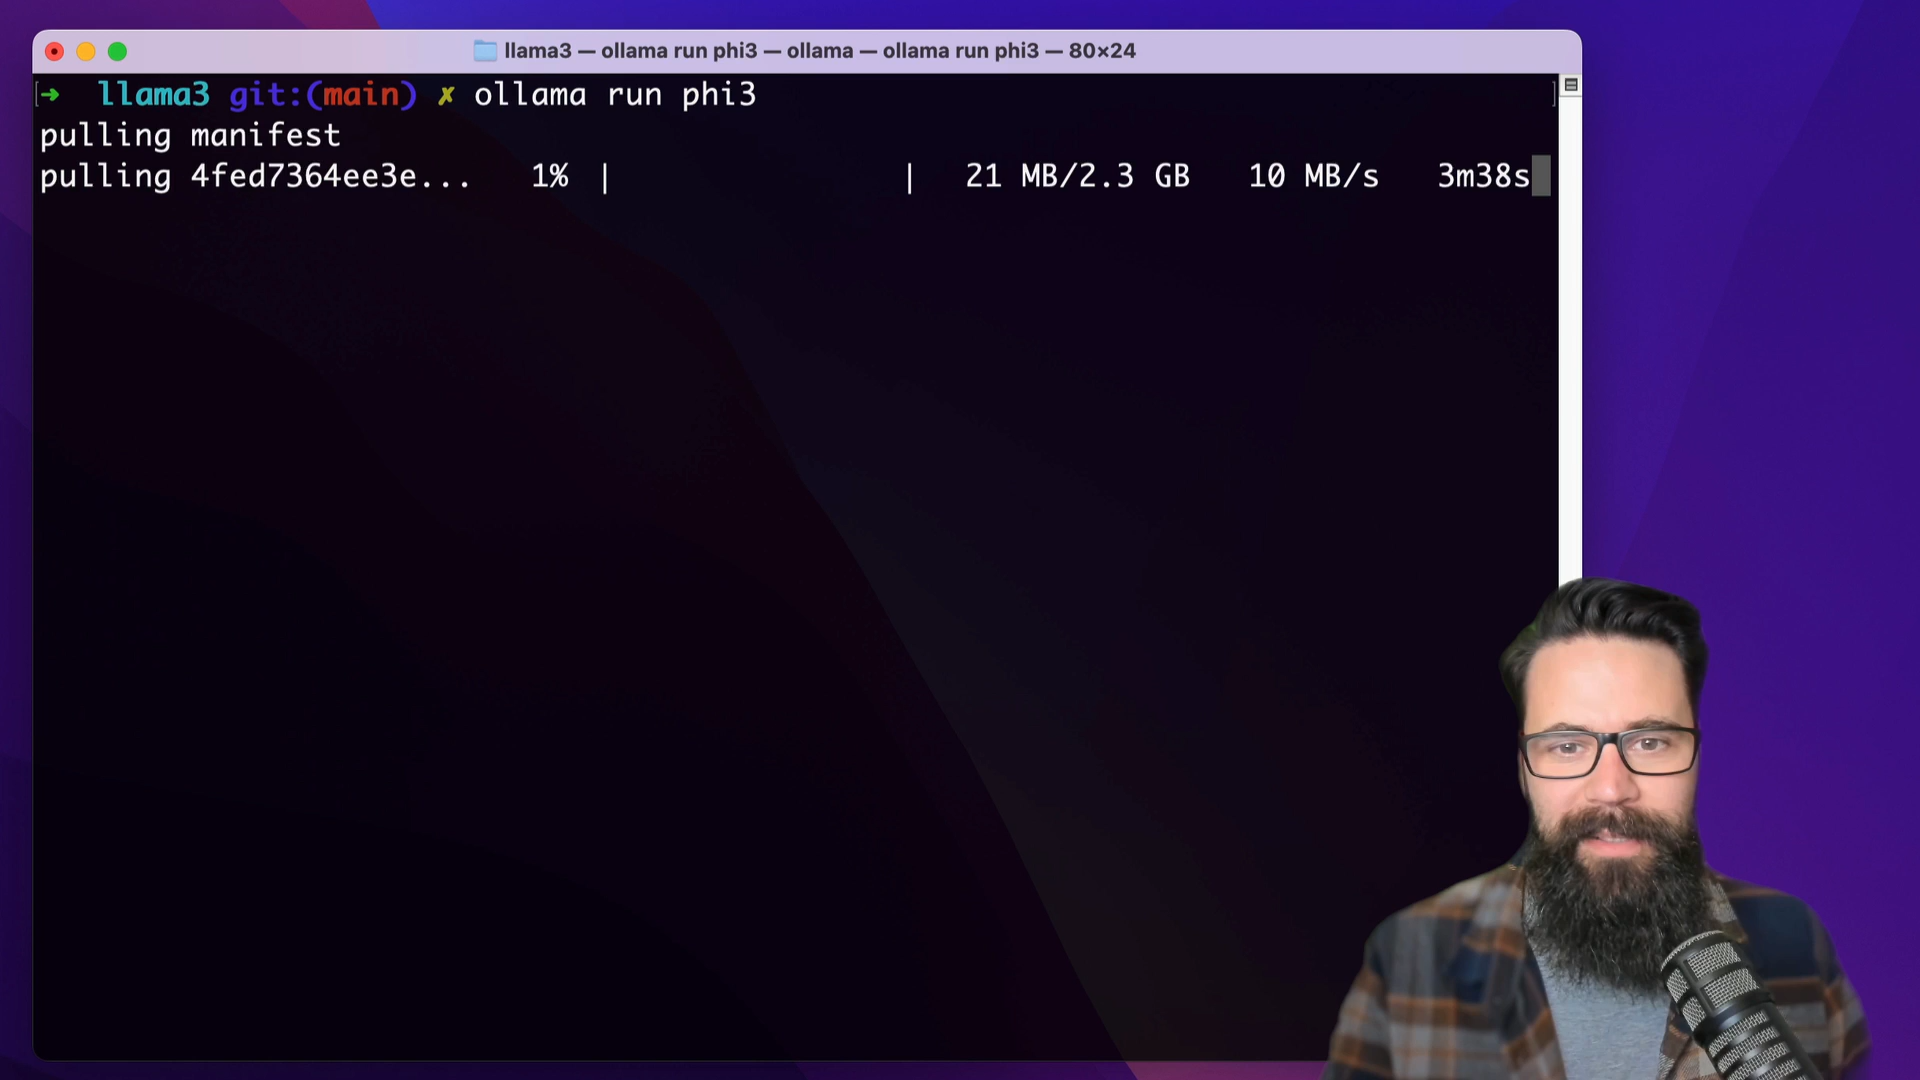 llama3 — ollama run phi3 — ollama — ollama run phi3 — 80×24
➜ llama3 git:(main) ✗ ollama run phi3
pulling manifest
pulling 4fed7364ee3e... 1% | | 21 MB/2.3 GB 10 MB/s 3m38s